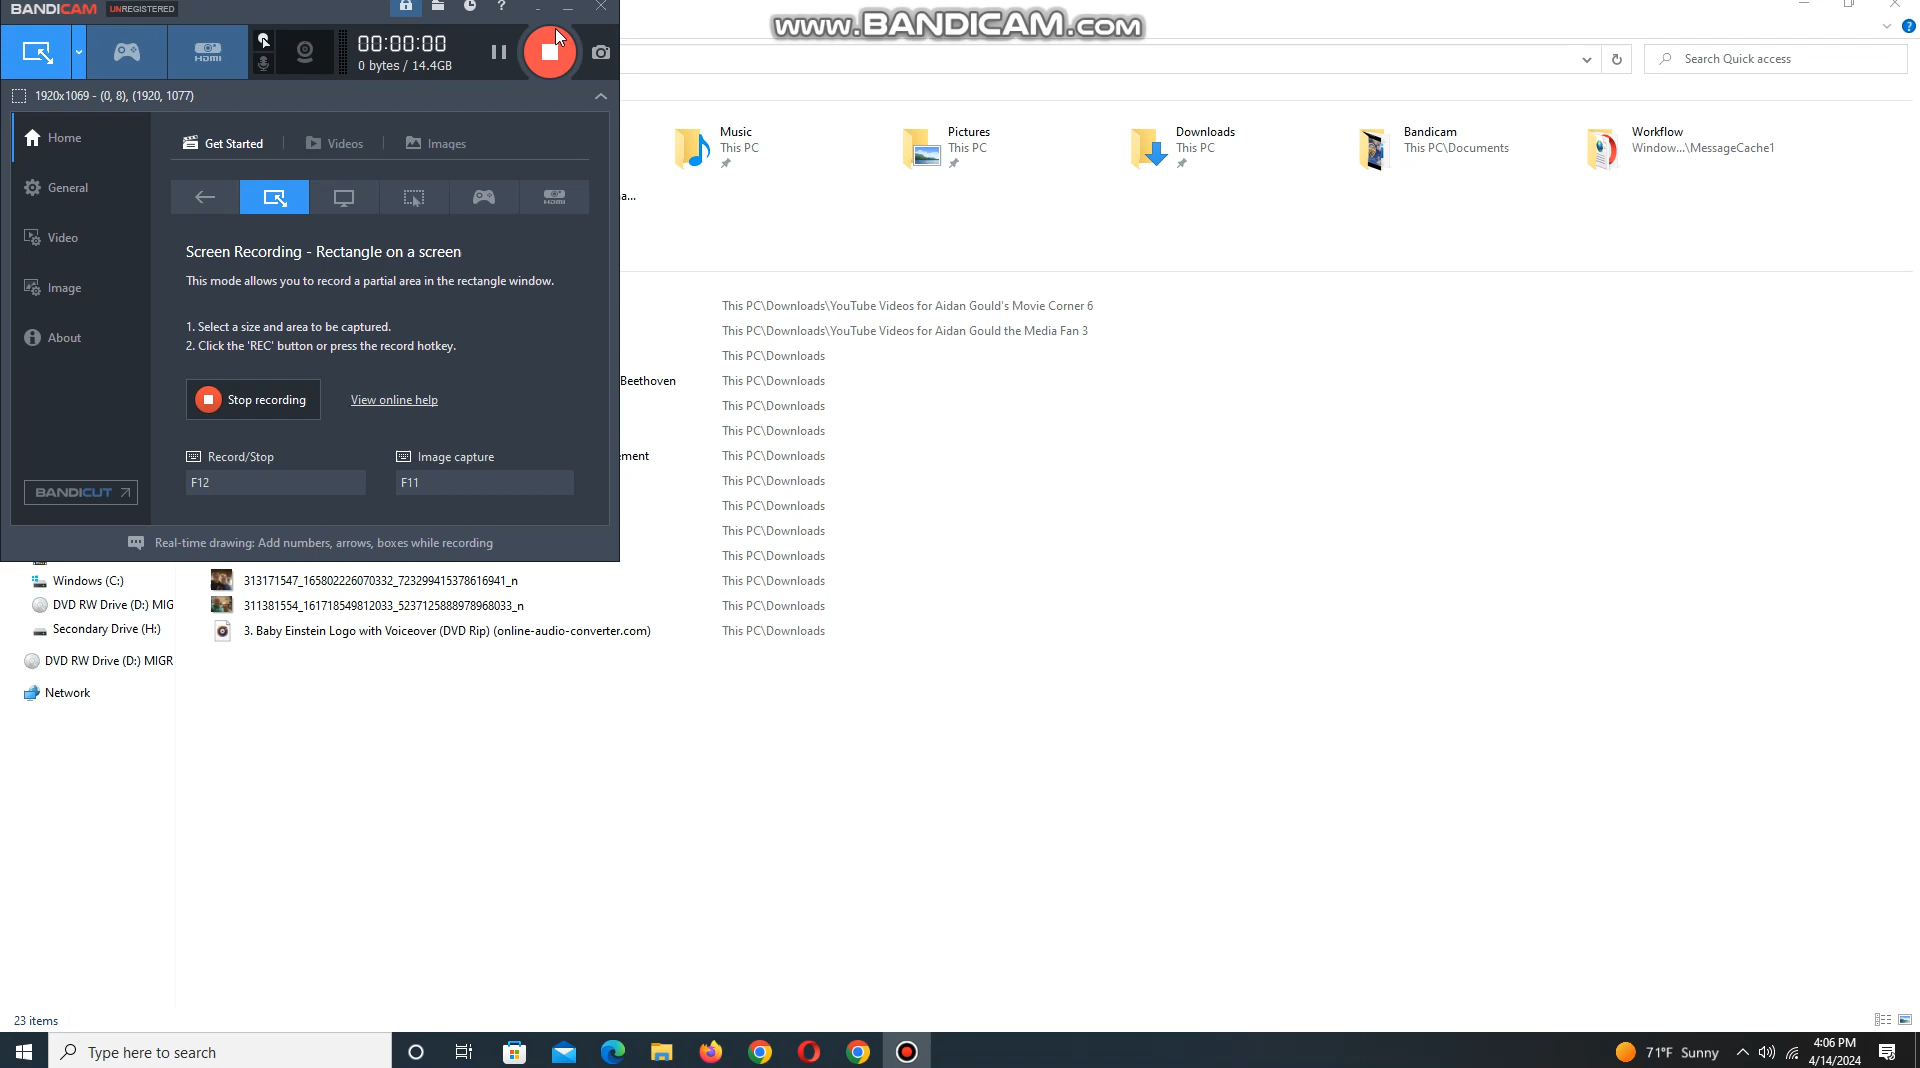 BANDICAM UNREGISTERED
?
www.BANDICAM.com
HDMI
00:00:00
0 bytes / 14.4GB
1920x1069 - (0, 8), (1920, 1077)
Search Quick access
Home
General
Video
Image
About
BANDICUT
Get Started
Videos
Images
HDMI
Screen Recording - Rectangle on a screen
This mode allows you to record a partial area in the rectangle window.
1. Select a size and area to be captured.
2. Click the 'REC' button or press the record hotkey.
Stop recording
View online help
Record/Stop
Image capture
F12
F11
Real-time drawing: Add numbers, arrows, boxes while recording
Music
This PC
Pictures
This PC
Downloads
This PC
Bandicam
This PC\Documents
Workflow
Window...\MessageCache1
a...
This PC\Downloads\YouTube Videos for Aidan Gould's Movie Corner 6
This PC\Downloads\YouTube Videos for Aidan Gould the Media Fan 3
This PC\Downloads
Beethoven This PC\Downloads
This PC\Downloads
This PC\Downloads
ement This PC\Downloads
This PC\Downloads
This PC\Downloads
This PC\Downloads
This PC\Downloads
313171547_165802226070332_723299415378616941_n This PC\Downloads
311381554_161718549812033_5237125888978968033_n This PC\Downloads
3. Baby Einstein Logo with Voiceover (DVD Rip) (online-audio-converter.com) This PC\Downloads
Windows (C:)
DVD RW Drive (D:) MIG
Secondary Drive (H:)
DVD RW Drive (D:) MIGR
Network
23 items
Type here to search
71°F Sunny
4:06 PM
4/14/2024